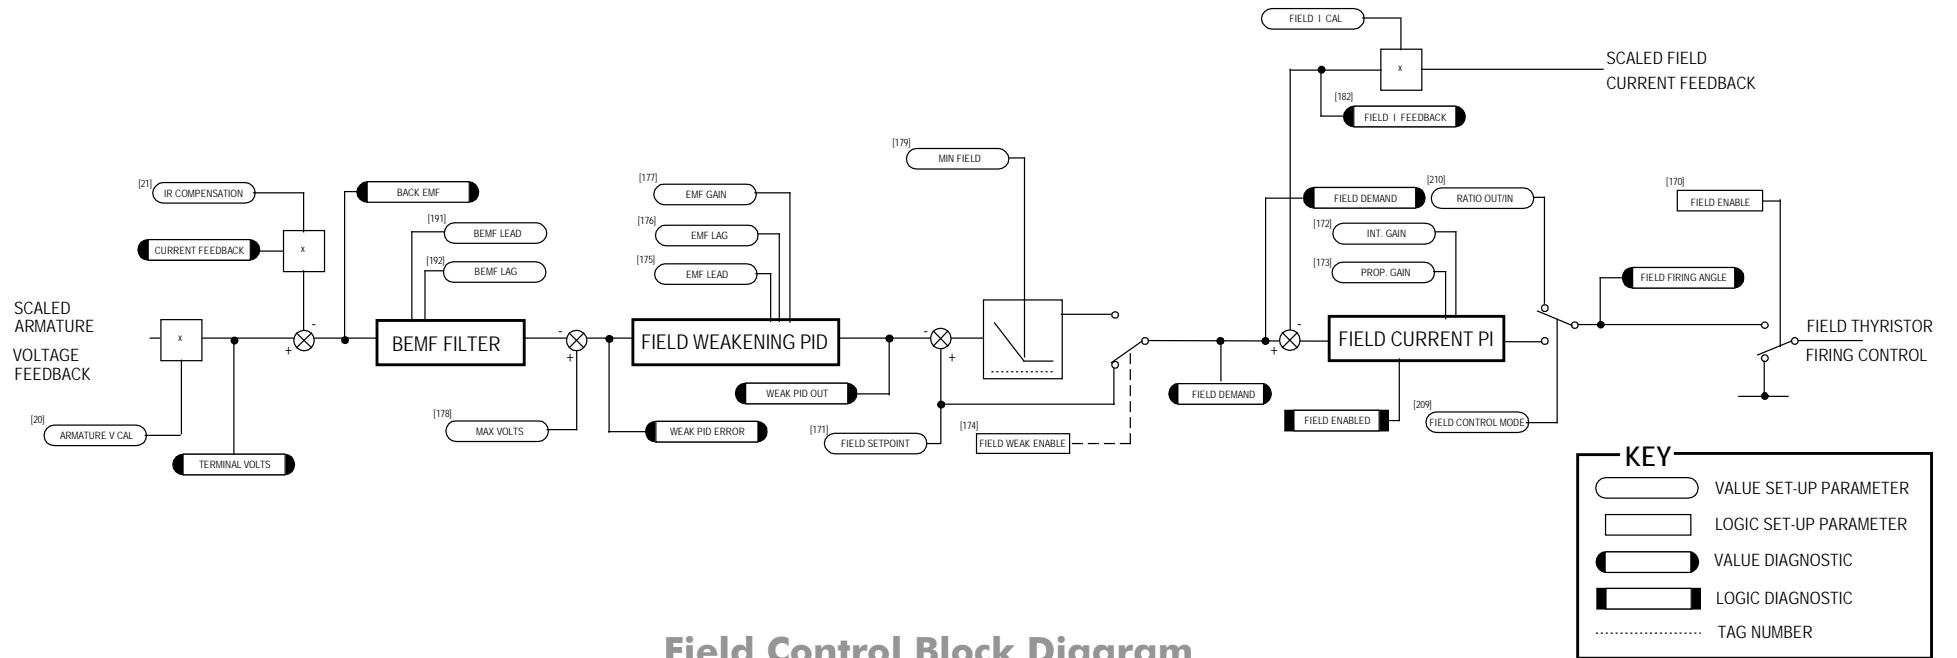 FIELD I CAL
x
SCALED FIELD
CURRENT FEEDBACK
[182]
FIELD I FEEDBACK
[179]
MIN FIELD
[21]
IR COMPENSATION
BACK EMF
[177]
EMF GAIN
FIELD DEMAND
[210]
RATIO OUT/IN
[170]
FIELD ENABLE
[191]
BEMF LEAD
[176]
EMF LAG
[172]
INT. GAIN
CURRENT FEEDBACK
x
[192]
BEMF LAG
[175]
EMF LEAD
[173]
PROP. GAIN
FIELD FIRING ANGLE
SCALED
ARMATURE
VOLTAGE
FEEDBACK
x
-
+
BEMF FILTER
-
+
FIELD WEAKENING PID
-
+
-
+
FIELD CURRENT PI
FIELD THYRISTOR
FIRING CONTROL
WEAK PID OUT
FIELD DEMAND
[20]
ARMATURE V CAL
TERMINAL VOLTS
[178]
MAX VOLTS
WEAK PID ERROR
[171]
FIELD SETPOINT
[174]
FIELD WEAK ENABLE
FIELD ENABLED
[209]
FIELD CONTROL MODE
KEY
VALUE SET-UP PARAMETER
LOGIC SET-UP PARAMETER
VALUE DIAGNOSTIC
LOGIC DIAGNOSTIC
TAG NUMBER
Field Control Block Diagram